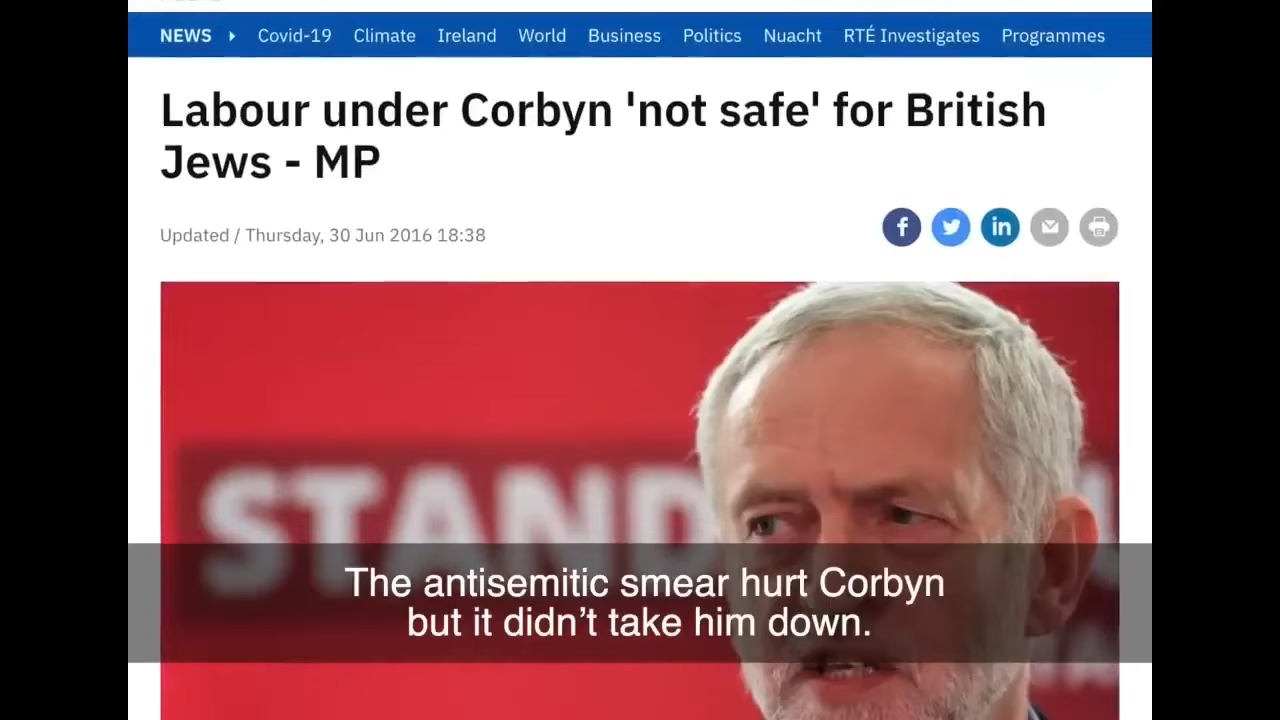 NEWS Covid-19 Climate Ireland World Business Politics Nuacht RTÉ Investigates Programmes
Labour under Corbyn 'not safe' for British
Jews - MP
Updated / Thursday, 30 Jun 2016 18:38
f in
STAND
The antisemitic smear hurt Corbyn
but it didn’t take him down.